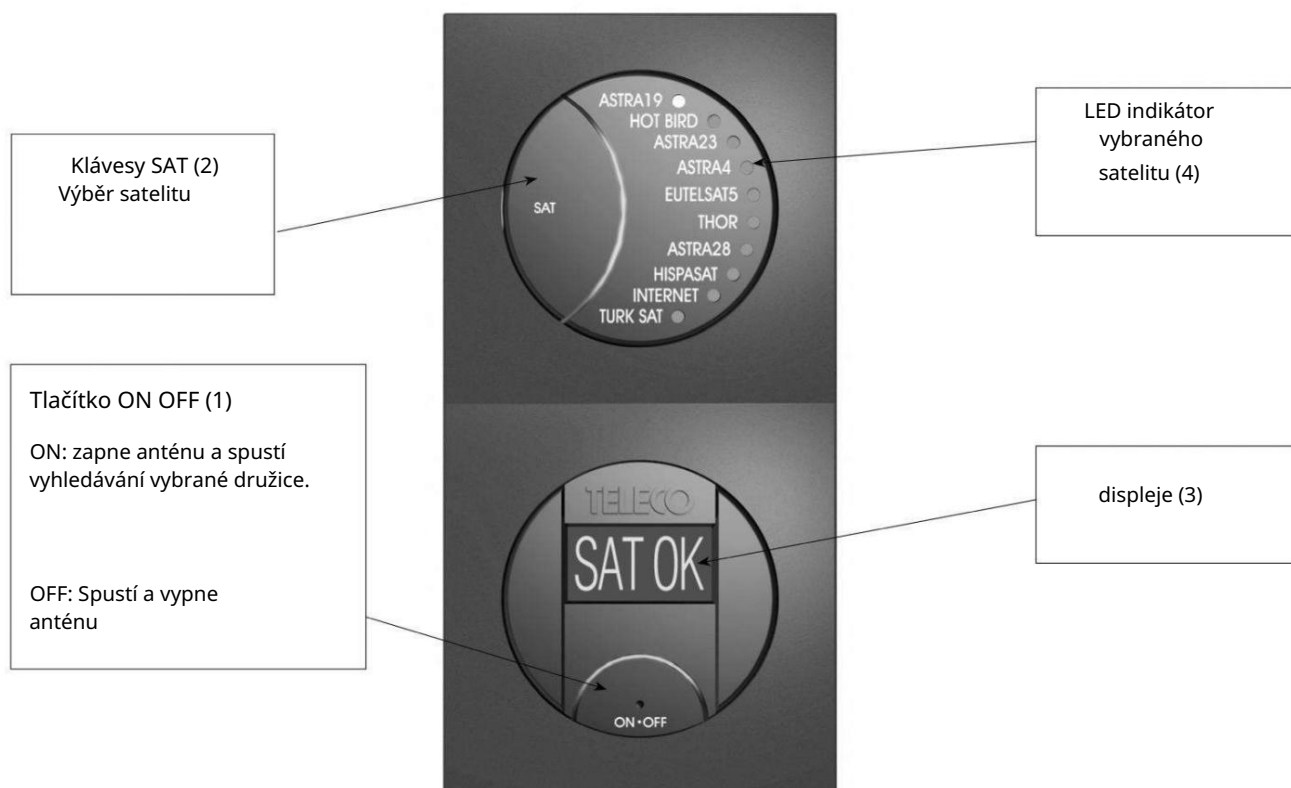 Klávesy SAT (2)
Výběr satelitu
Tlačítko ON OFF (1)
ON: zapne anténu a spustí
vyhledávání vybrané družice.
OFF: Spustí a vypne
anténu
ASTRA19
HOT BIRD
ASTRA23
ASTRA4
EUTELSAT5
THOR
ASTRA28
HISPASAT
INTERNET
TURK SAT
SAT
TELECO
SAT OK
ON•OFF
LED indikátor
vybraného
satelitu (4)
displeje (3)